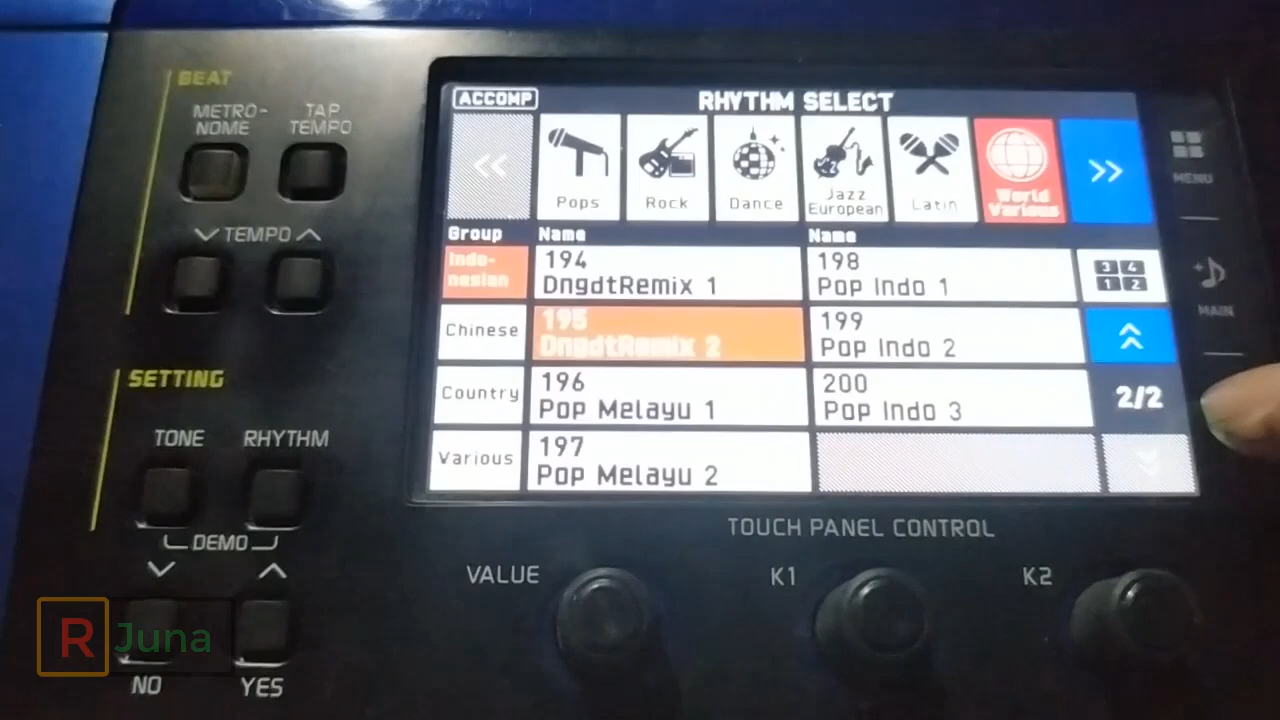 BEAT
METRO-
NOME
TAP
TEMPO
TEMPO
SETTING
TONE
RHYTHM
DEMO
NO
YES
ACCOMP
RHYTHM SELECT
<<
Pops
Rock
Dance
Jazz
European
Latin
World
Various
>>
Group
Name
Name
Indo-
nesian
Chinese
Country
Various
194
DngdtRemix 1
195
DngdtRemix 2
196
Pop Melayu 1
197
Pop Melayu 2
198
Pop Indo 1
199
Pop Indo 2
200
Pop Indo 3
3 4
1 2
2/2
MENU
MAIN
TOUCH PANEL CONTROL
VALUE
K1
K2
R Juna